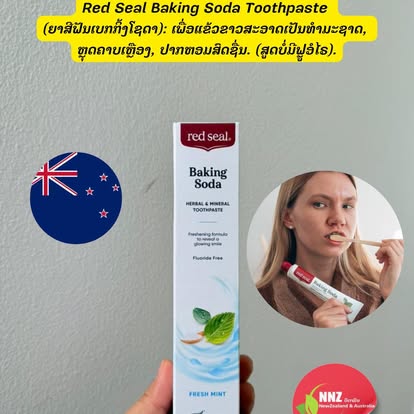 Red Seal Baking Soda Toothpaste
(ຢາສີຟັນເບກກິ້ງໂຊດາ): ເພື່ອແຂ້ວຂາວສະອາດເປັນທຳມະຊາດ,
ຫຼຸດຄາບເຫຼືອງ, ປາກຫອມສົດຊື່ນ. (ສູດບໍ່ມີຟູອໍໄຣ).
red seal
Baking
Soda
HERBAL & MINERAL
TOOTHPASTE
Freshening formula
to reveal a
glowing smile
Fluoride Free
FRESH MINT
red seal
Baking Soda
NNZ
NewZealand & Australia